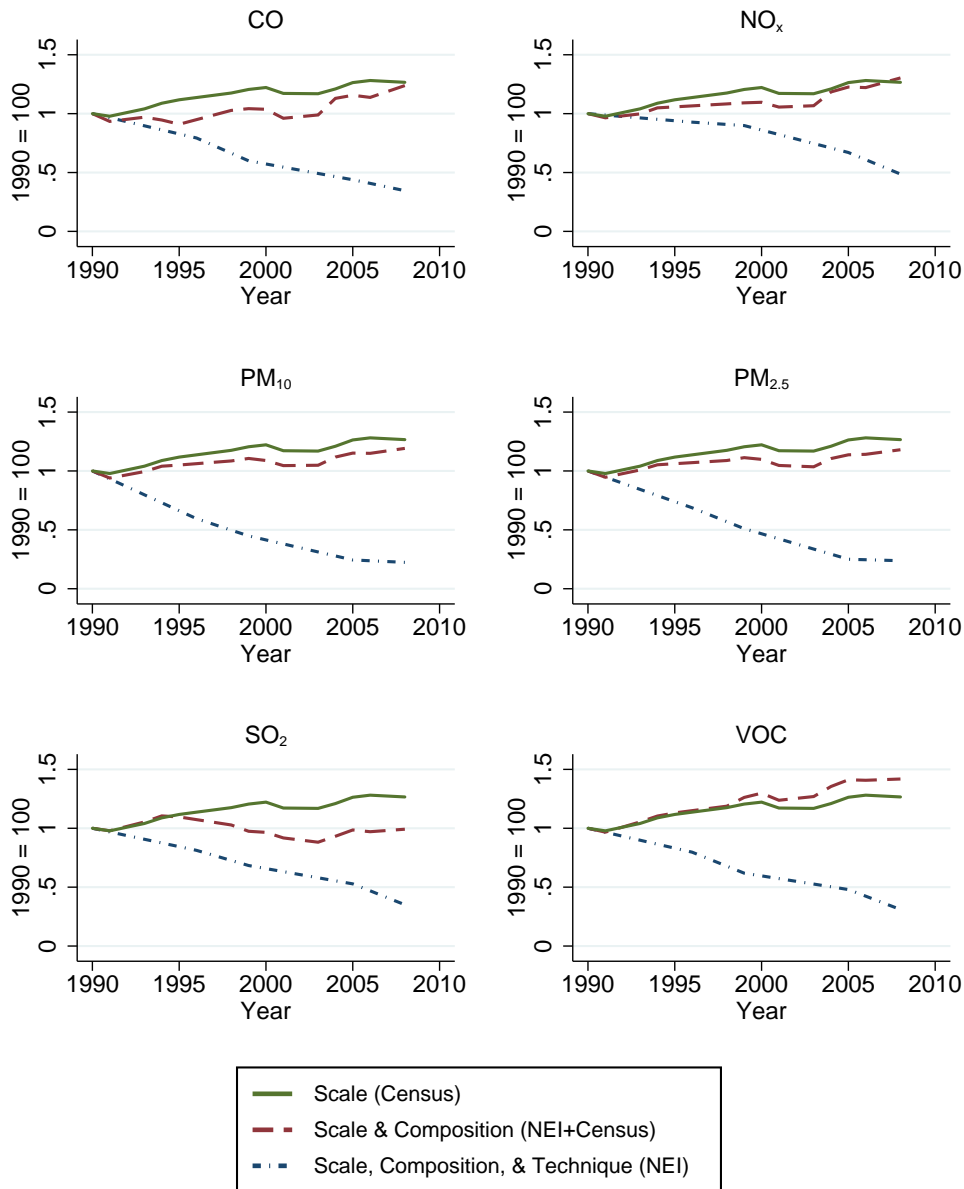 CO
1990 = 100
0 .5 1 1.5
1990 1995 2000 2005 2010
Year
NOₓ
1990 = 100
0 .5 1 1.5
1990 1995 2000 2005 2010
Year
PM₁₀
1990 = 100
0 .5 1 1.5
1990 1995 2000 2005 2010
Year
PM₂.₅
1990 = 100
0 .5 1 1.5
1990 1995 2000 2005 2010
Year
SO₂
1990 = 100
0 .5 1 1.5
1990 1995 2000 2005 2010
Year
VOC
1990 = 100
0 .5 1 1.5
1990 1995 2000 2005 2010
Year
Scale (Census)
Scale & Composition (NEI+Census)
Scale, Composition, & Technique (NEI)